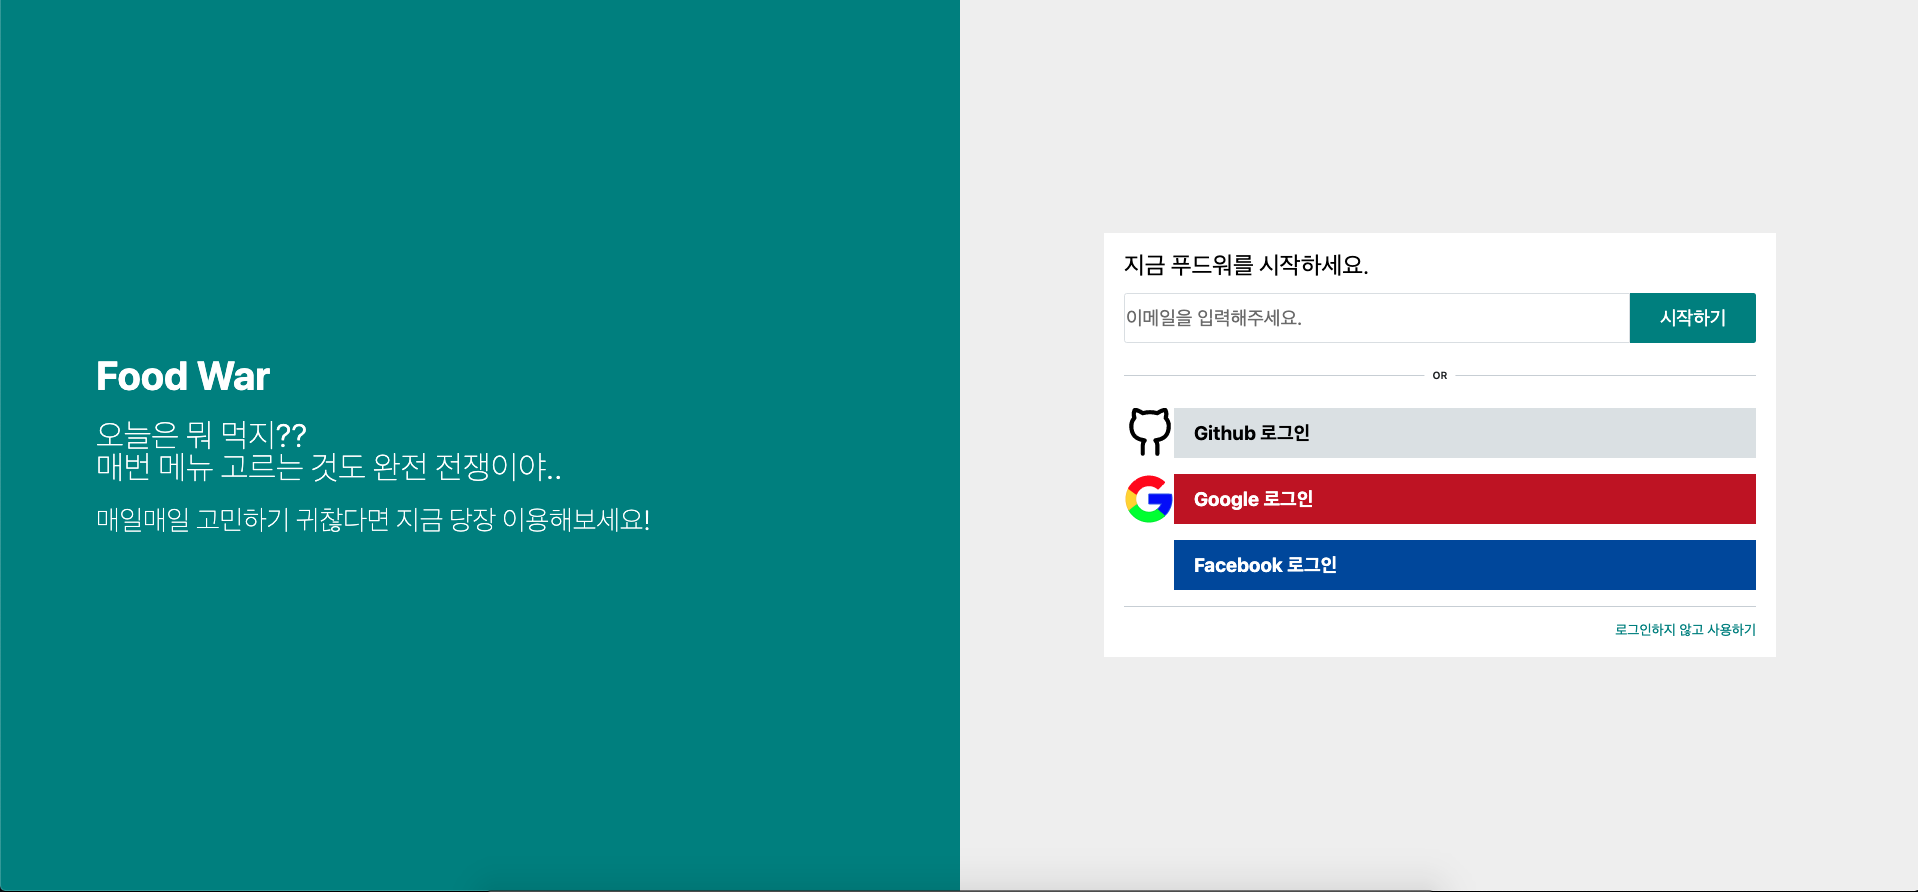 Food War
오늘은 뭐 먹지??
매번 메뉴 고르는 것도 완전 전쟁이야..
매일매일 고민하기 귀찮다면 지금 당장 이용해보세요!
지금 푸드워를 시작하세요.
이메일을 입력해주세요.
시작하기
OR
Github 로그인
Google 로그인
Facebook 로그인
로그인하지 않고 사용하기